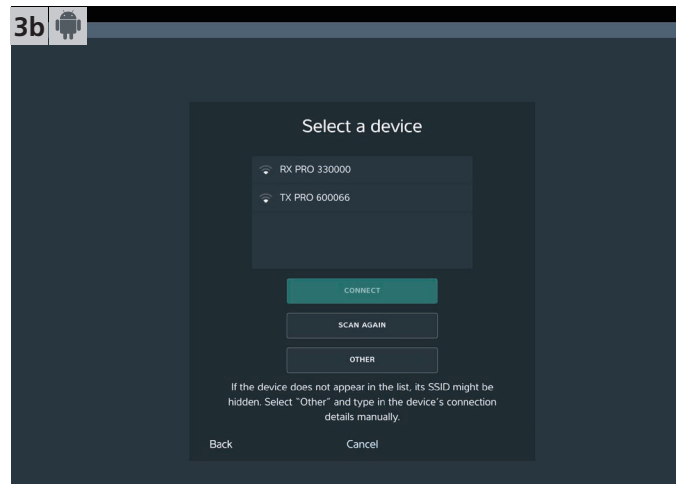 3b
Select a device
RX PRO 330000
TX PRO 600066
CONNECT
SCAN AGAIN
OTHER
If the device does not appear in the list, its SSID might be
hidden. Select ``Other´´ and type in the device´s connection
details manually.
Back Cancel